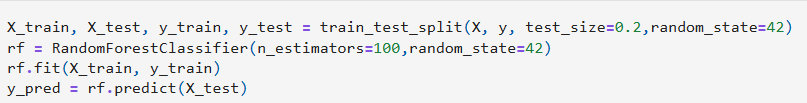 X_train, X_test, y_train, y_test = train_test_split(X, y, test_size=0.2,random_state=42)
rf = RandomForestClassifier(n_estimators=100,random_state=42)
rf.fit(X_train, y_train)
y_pred = rf.predict(X_test)